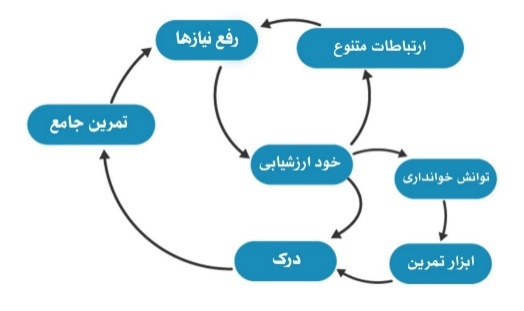 رفع نیازها
ارتباطات متنوع
تمرین جامع
خود ارزشیابی
توانش خوانداری
درک
ابزار تمرین